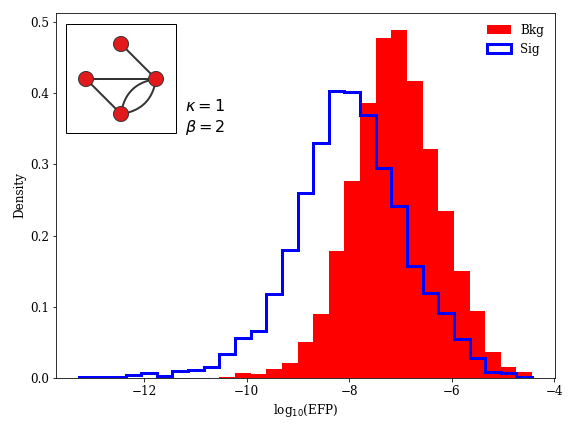 0.5
0.4
0.3
0.2
0.1
0.0
Density
κ = 1
β = 2
Bkg
Sig
−12 −10 −8 −6 −4
log₁₀(EFP)